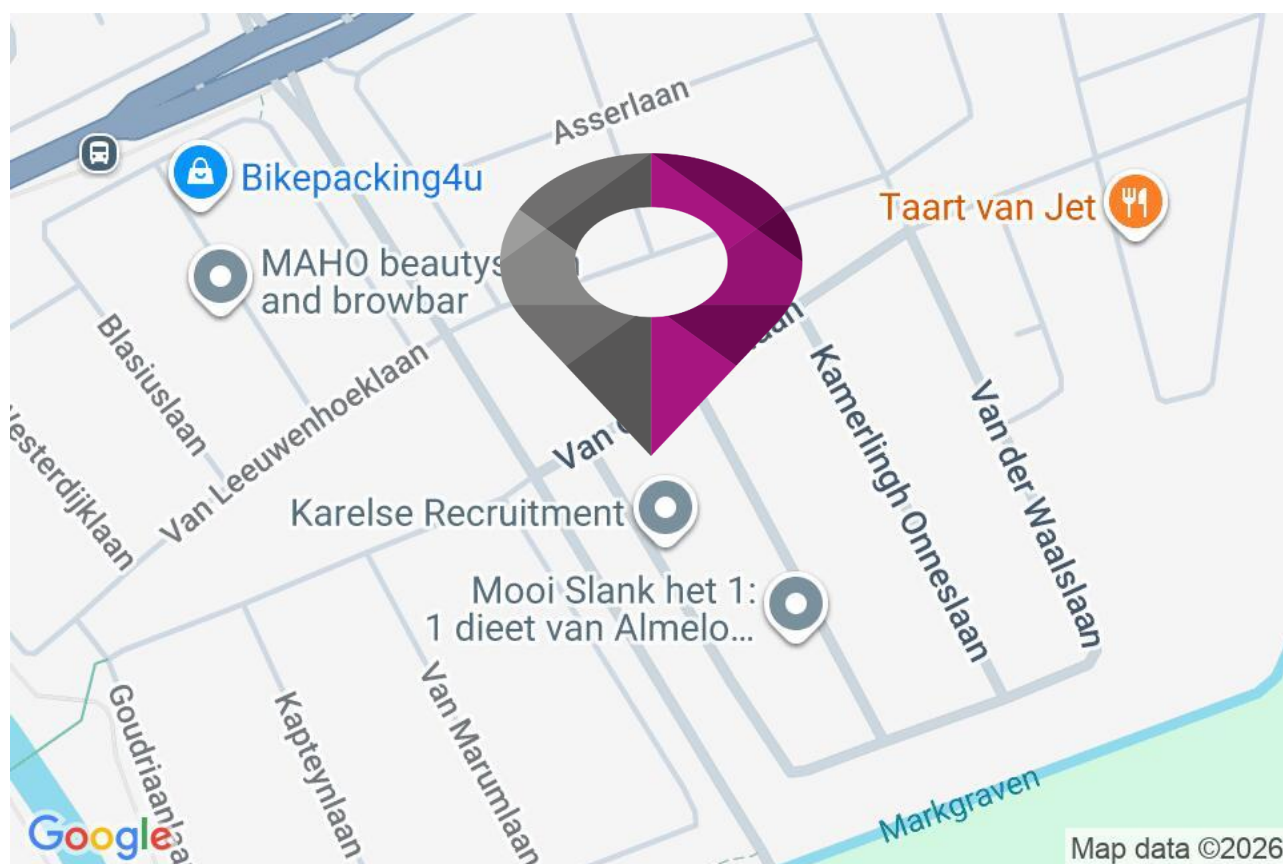 Asserlaan
Bikepacking4u
Taart van Jet
MAHO beautys
and browbar
Blasiuslaan
Van Leeuwenhoeklaan
Kamerlingh Onneslaan
Van der Waalslaan
Van
Karelse Recruitment
Mooi Slank het 1:
1 dieet van Almelo...
Goudriaanlaa
Kapteynlaan
Van Marumlaan
Markgraven
Google
Map data ©2026